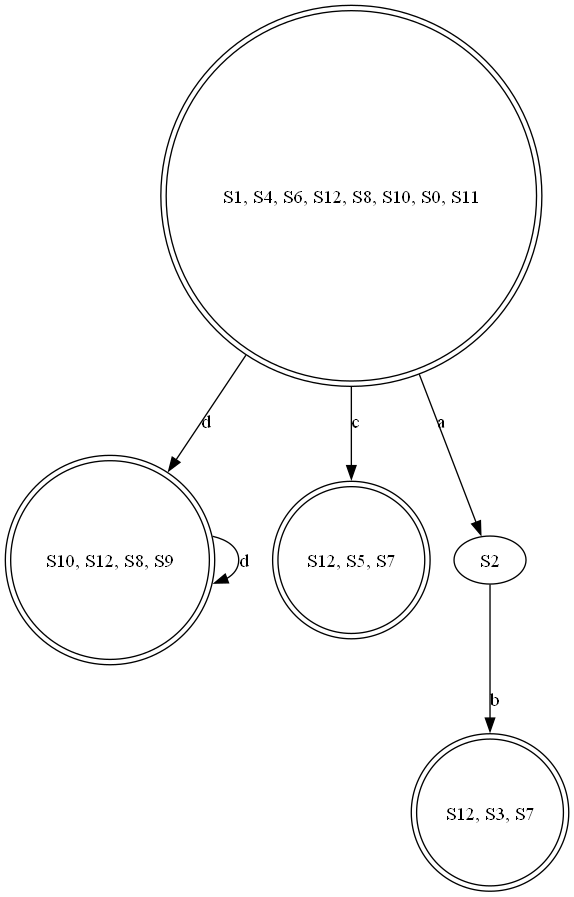 S1, S4, S6, S12, S8, S10, S0, S11
d
c
a
S10, S12, S8, S9
d
S12, S5, S7
S2
b
S12, S3, S7